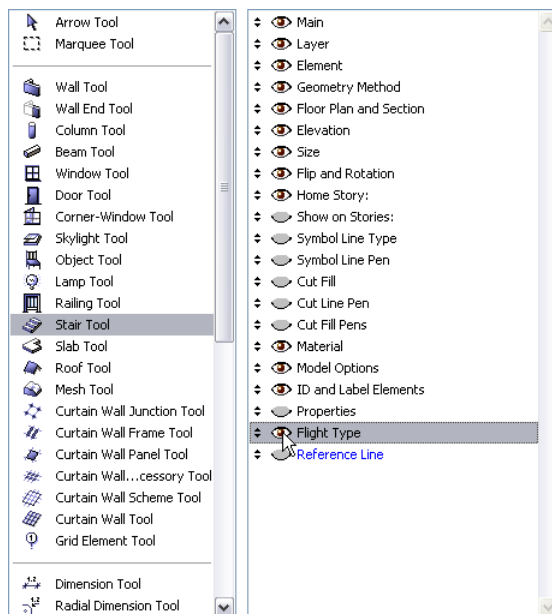 Arrow Tool
Marquee Tool
Wall Tool
Wall End Tool
Column Tool
Beam Tool
Window Tool
Door Tool
Corner-Window Tool
Skylight Tool
Object Tool
Lamp Tool
Railing Tool
Stair Tool
Slab Tool
Roof Tool
Mesh Tool
Curtain Wall Junction Tool
Curtain Wall Frame Tool
Curtain Wall Panel Tool
Curtain Wall...cessory Tool
Curtain Wall Scheme Tool
Curtain Wall Tool
1
Grid Element Tool
1.2
Dimension Tool
1.2
Radial Dimension Tool
Main
Layer
Element
Geometry Method
Floor Plan and Section
Elevation
Size
Flip and Rotation
Home Story:
Show on Stories:
Symbol Line Type
Symbol Line Pen
Cut Fill
Cut Line Pen
Cut Fill Pens
Material
Model Options
ID and Label Elements
Properties
Flight Type
Reference Line